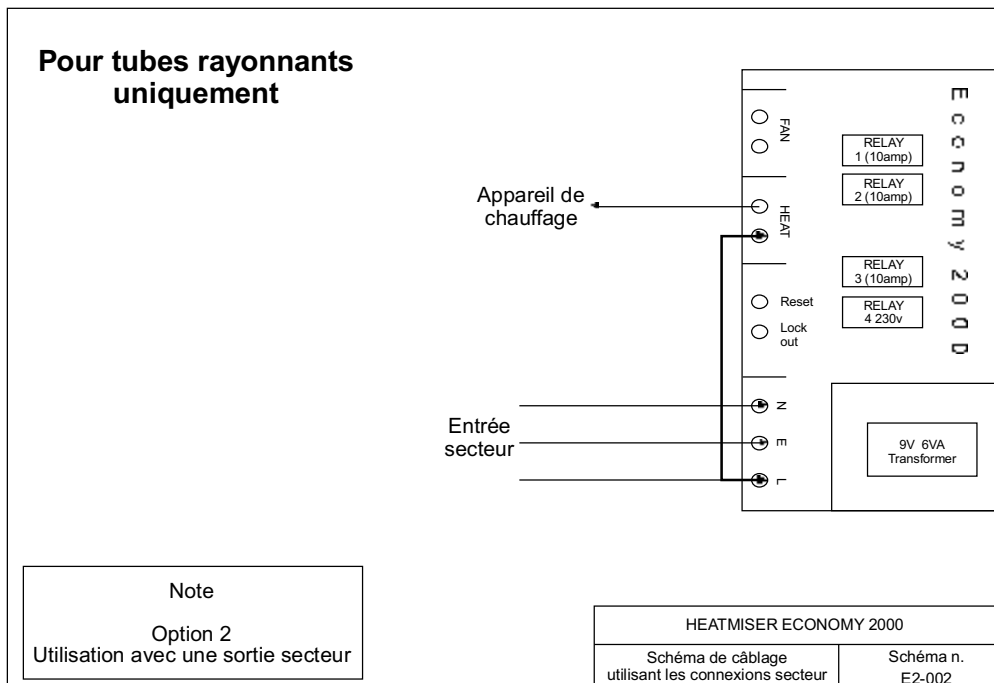 Pour tubes rayonnants
uniquement
FAN
HEAT
Appareil de
chauffage
Reset
Lock
out
Entrée
secteur
N
E
L
RELAY
1 (10amp)
RELAY
2 (10amp)
RELAY
3 (10amp)
RELAY
4 230v
Economy 2000
9V 6VA
Transformer
Note
Option 2
Utilisation avec une sortie secteur
HEATMISER ECONOMY 2000
Schéma de câblage
utilisant les connexions secteur
Schéma n.
E2-002